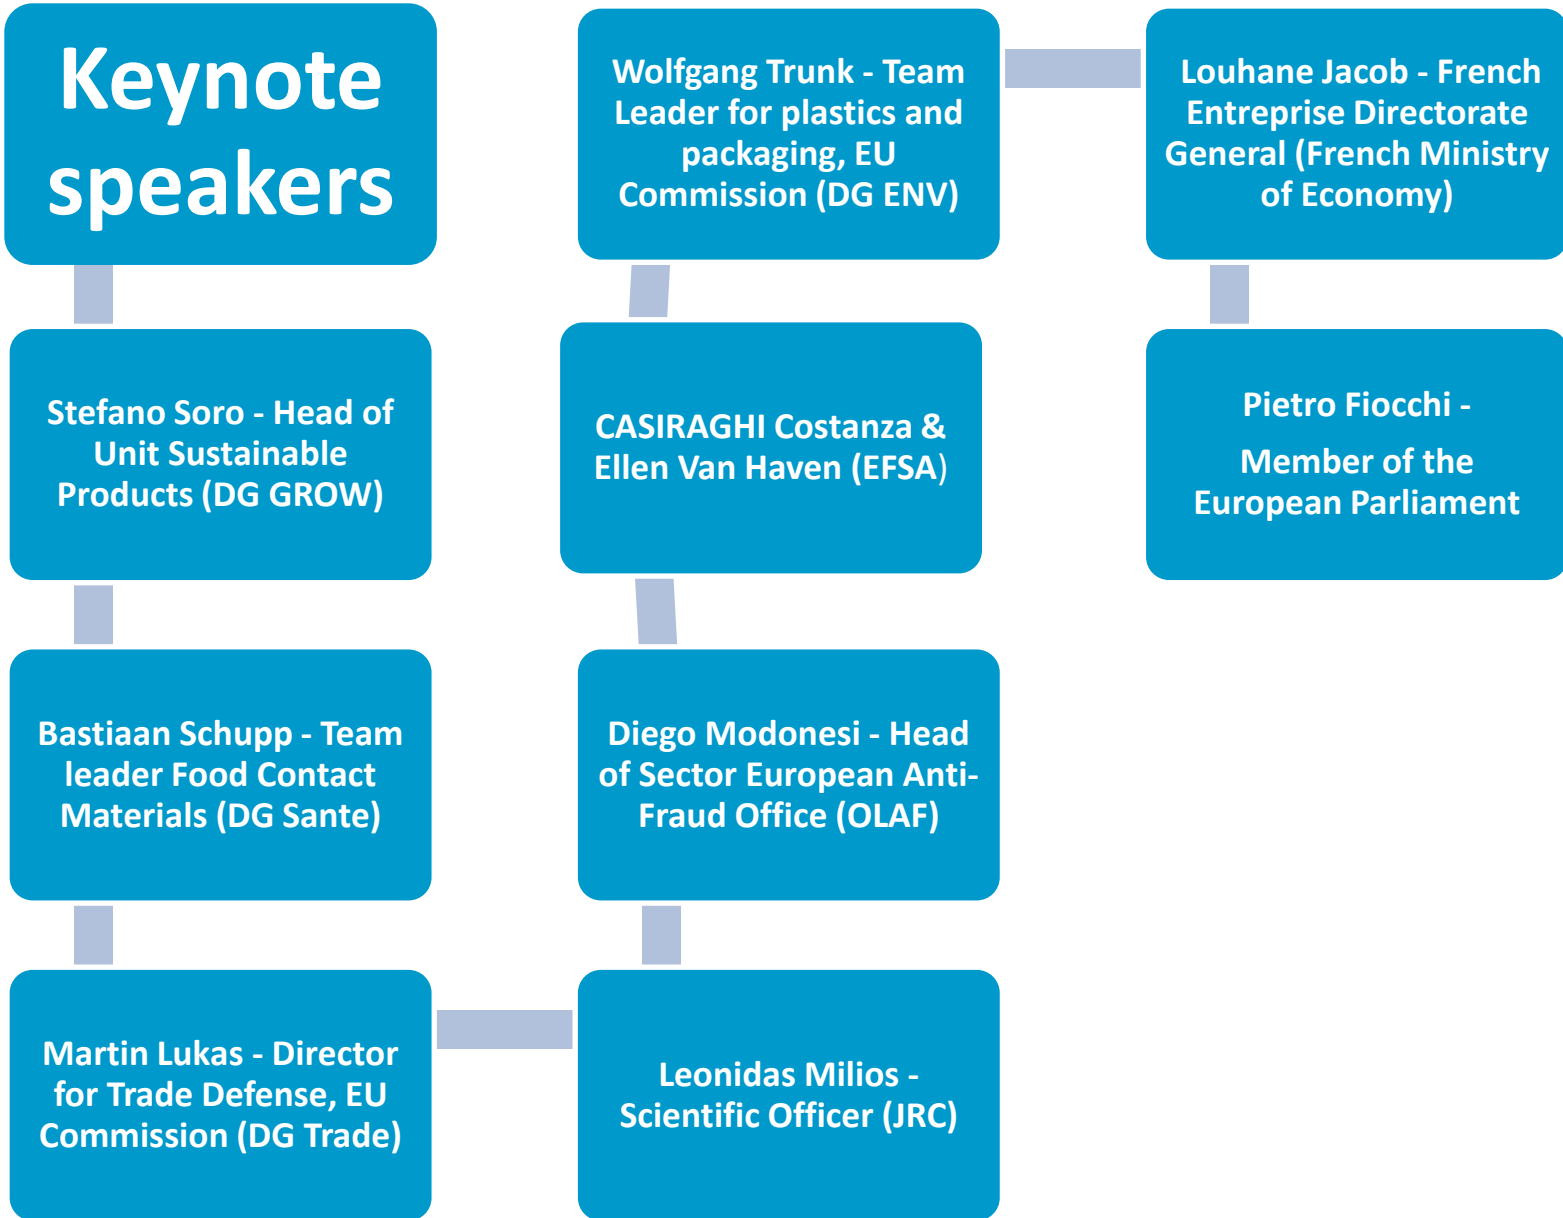 Keynote
speakers
Stefano Soro - Head of
Unit Sustainable
Products (DG GROW)
Bastiaan Schupp - Team
leader Food Contact
Materials (DG Sante)
Martin Lukas - Director
for Trade Defense, EU
Commission (DG Trade)
Leonidas Milios -
Scientific Officer (JRC)
Diego Modonesi - Head
of Sector European Anti-
Fraud Office (OLAF)
CASIRAGHI Costanza &
Ellen Van Haven (EFSA)
Wolfgang Trunk - Team
Leader for plastics and
packaging, EU
Commission (DG ENV)
Louhane Jacob - French
Entreprise Directorate
General (French Ministry
of Economy)
Pietro Fiocchi -
Member of the
European Parliament